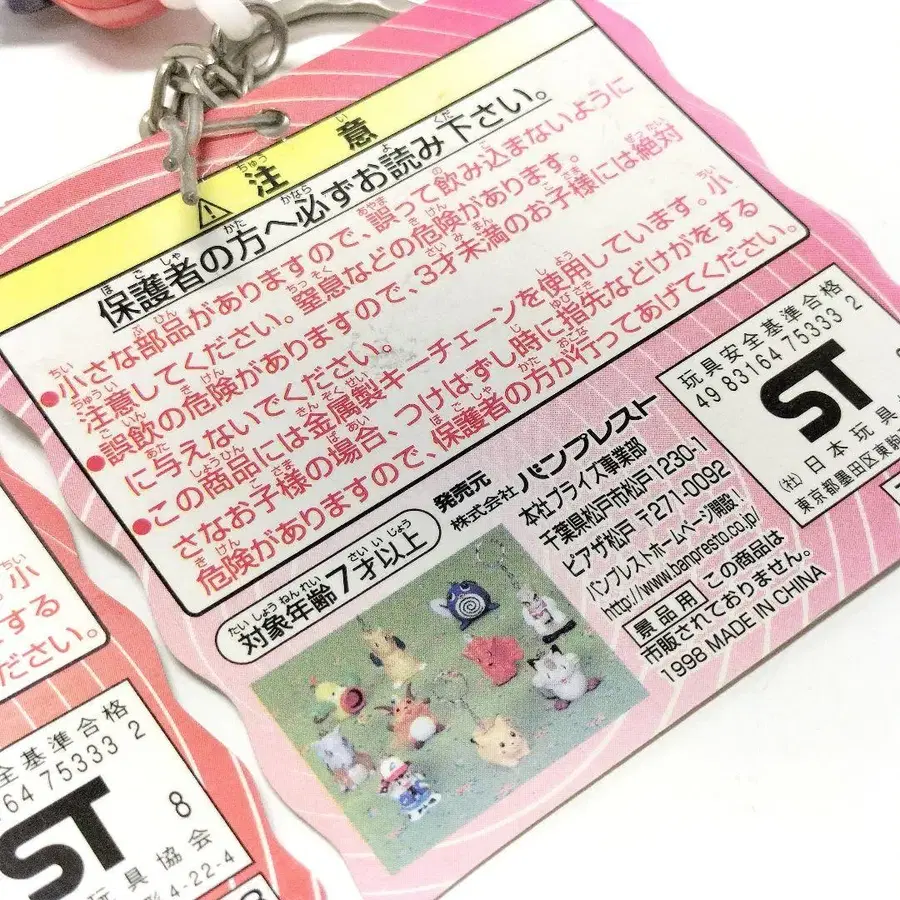 注意
保護者の方へ必ずお読み下さい。
●小さな部品がありますので、誤って飲み込まないように
注意してください。窒息などの危険があります。
●誤飲の危険がありますので、3才未満のお子様には絶対
に与えないでください。
●この商品には金属製キーチェーンを使用しています。小
さなお子様の場合、つけはずし時に指先などけがをする
危険がありますので、保護者の方が行ってあげてください。
対象年齢7才以上
発売元
株式会社バンプレスト
本社プライズ事業部
千葉県松戸市松戸1230-1
ピアザ松戸 〒271-0092
バンプレストホームページ開設!
http://www.banpresto.co.jp
景品用 この商品は
市販されておりません。
1998 MADE IN CHINA
玩具安全基準合格
49 83164 75333 2
ST
(社)日本玩具
東京都墨田区東駒
小
する
ださい。
全基準合格
164 75333 2
ST 8
玩具協会
4-22-4